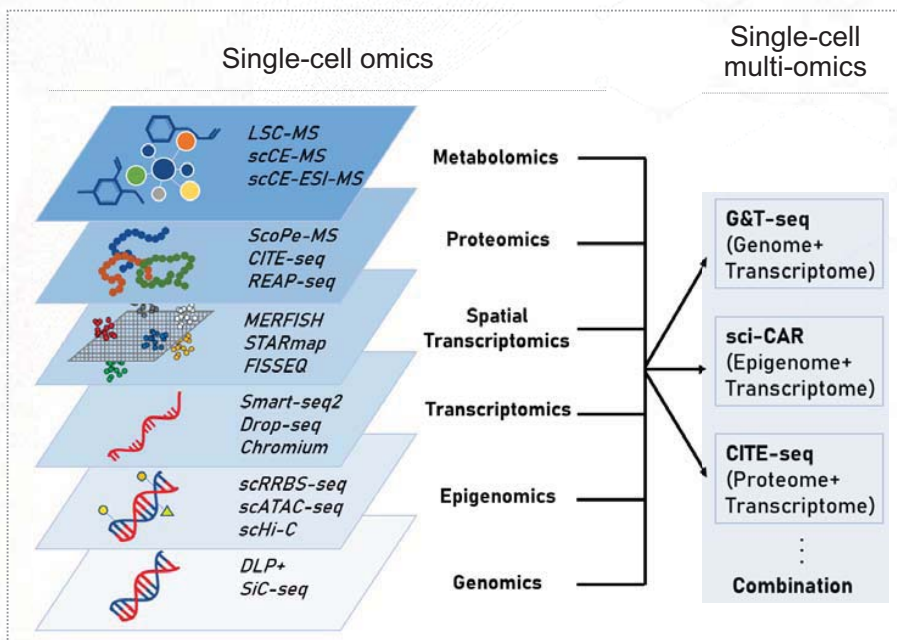 Single-cell omics
Single-cell
multi-omics
LSC-MS
scCE-MS
scCE-ESI-MS
Metabolomics
ScoPe-MS
CITE-seq
REAP-seq
Proteomics
MERFISH
STARmap
FISSEQ
Spatial
Transcriptomics
Smart-seq2
Drop-seq
Chromium
Transcriptomics
scRRBS-seq
scATAC-seq
scHi-C
Epigenomics
DLP+
SiC-seq
Genomics
G&T-seq
(Genome+
Transcriptome)
sci-CAR
(Epigenome+
Transcriptome)
CITE-seq
(Proteome+
Transcriptome)
⋮
Combination